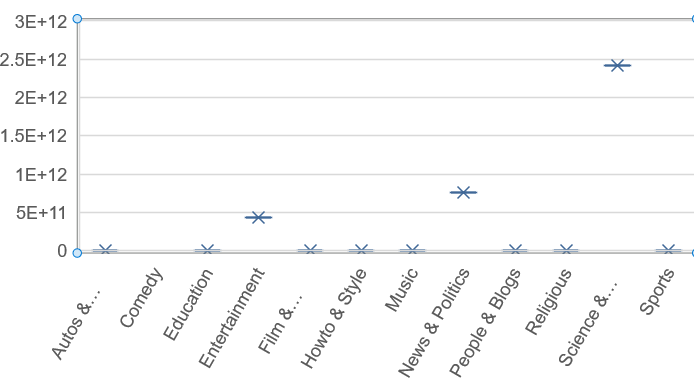 3E+12
2.5E+12
2E+12
1.5E+12
1E+12
5E+11
0
Autos &...
Comedy
Education
Entertainment
Film &...
Howto & Style
Music
News & Politics
People & Blogs
Religious
Science &...
Sports